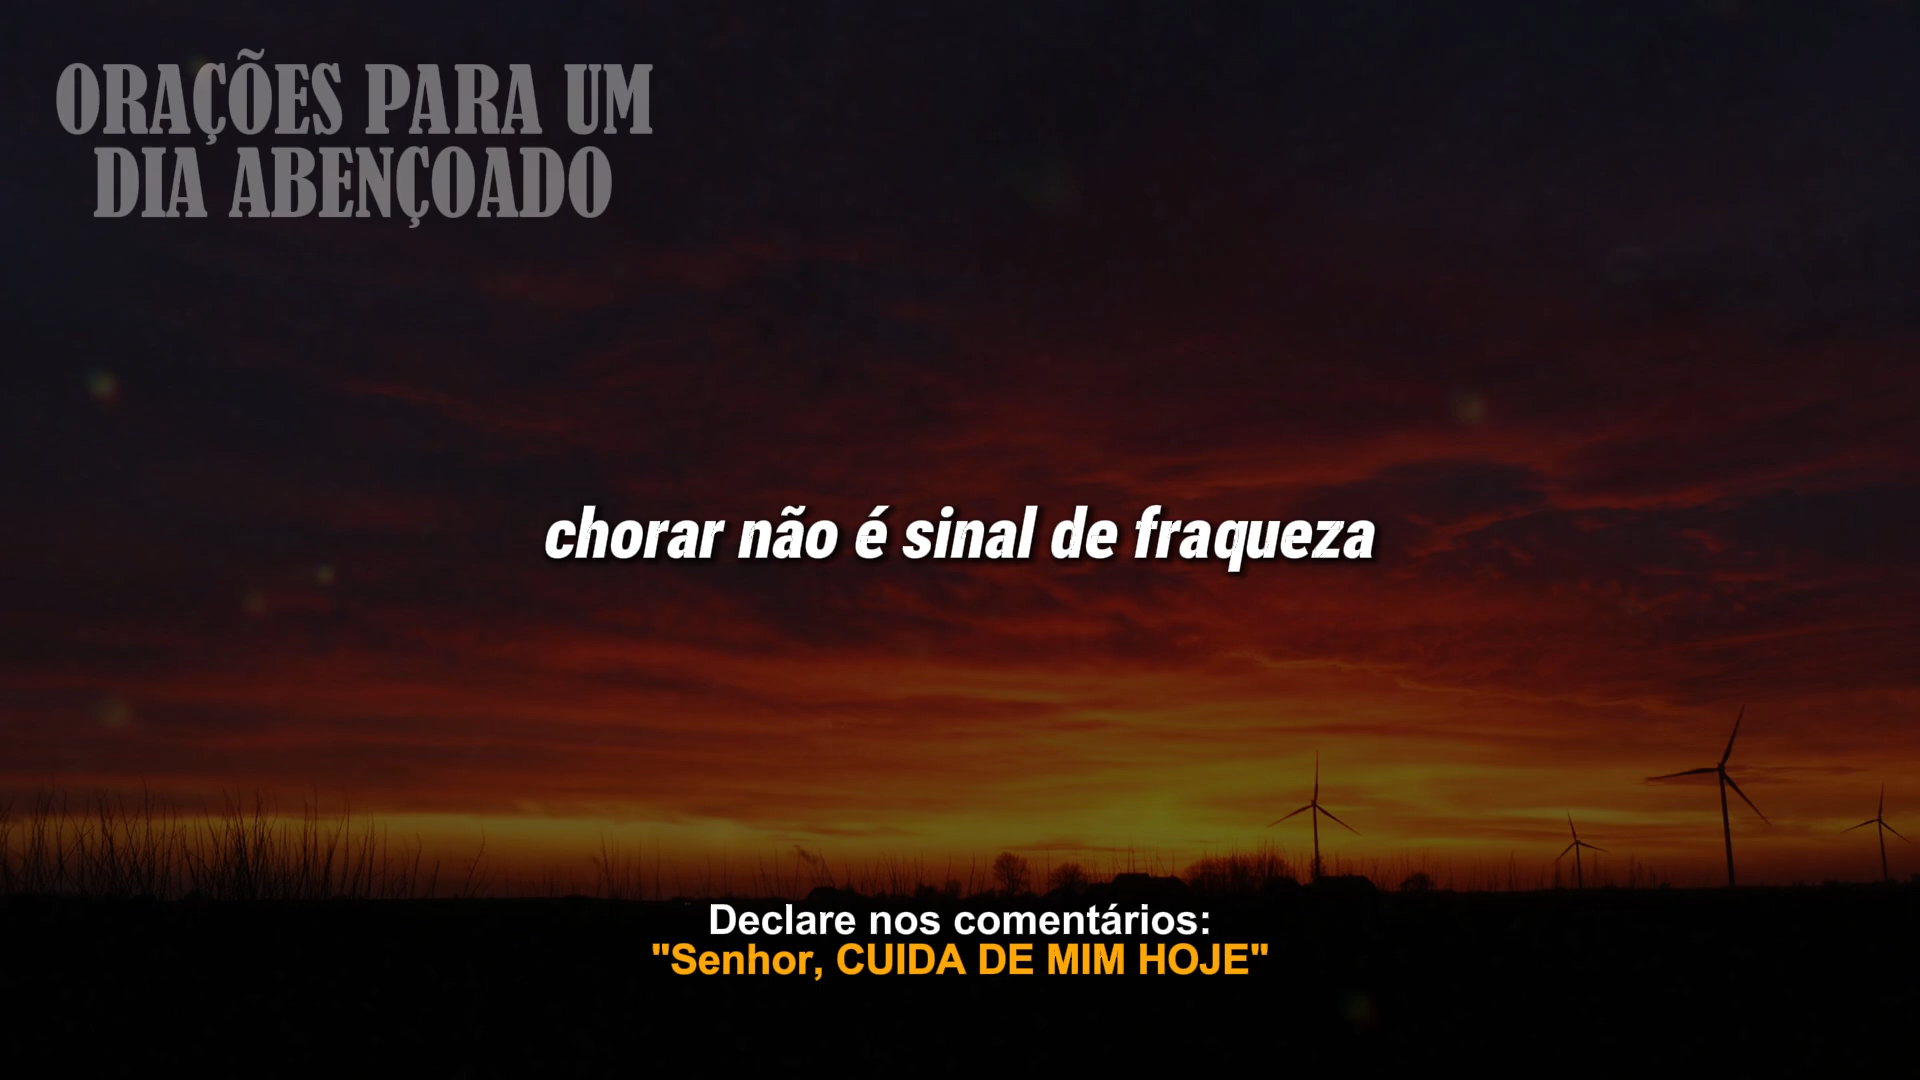 ORAÇÕES PARA UM
DIA ABENÇOADO
chorar não é sinal de fraqueza
Declare nos comentários:
"Senhor, CUIDA DE MIM HOJE"